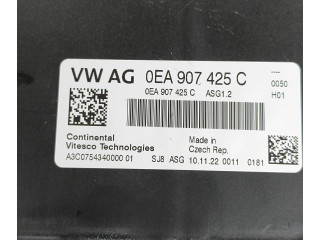 VW AG 0EA 907 425 C
----
0EA 907 425 C ASG1.2
0050
H01
Continental
Vitesco Technologies
Made in
Czech Rep.
A3C0754340000 01 SJ8 ASG 10.11.22 0011 0181